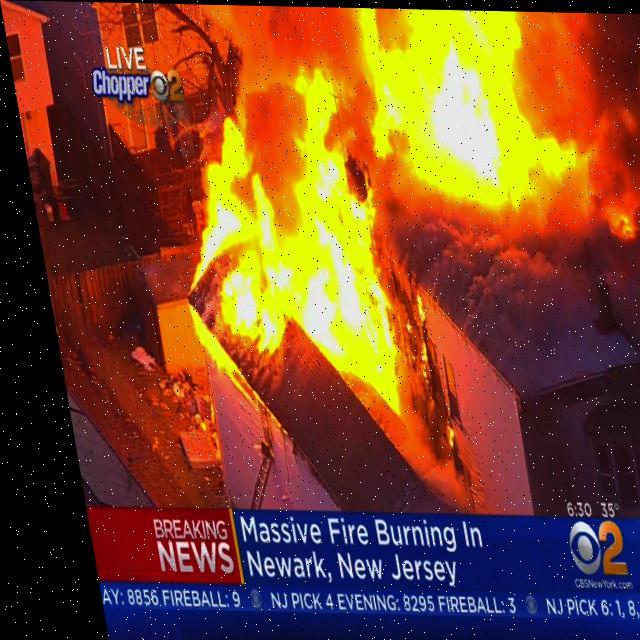 LIVE
Chopper 2
6:30 35°
BREAKING
NEWS
Massive Fire Burning In
Newark, New Jersey
2
CBSNewYork.com
AY: 8856 FIREBALL: 9 NJ PICK 4 EVENING: 8295 FIREBALL: 3 NJ PICK 6: 1, 8,